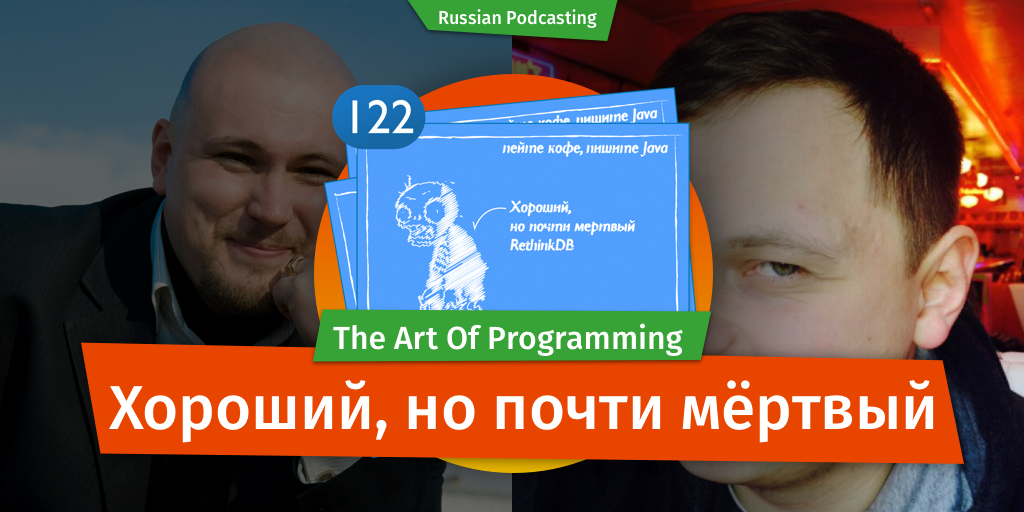 Russian Podcasting
122
кофе, пишите Java
пейте кофе, пишите Java
Хороший,
но почти мертвый
RethinkDB
The Art Of Programming
Хороший, но почти мёртвый